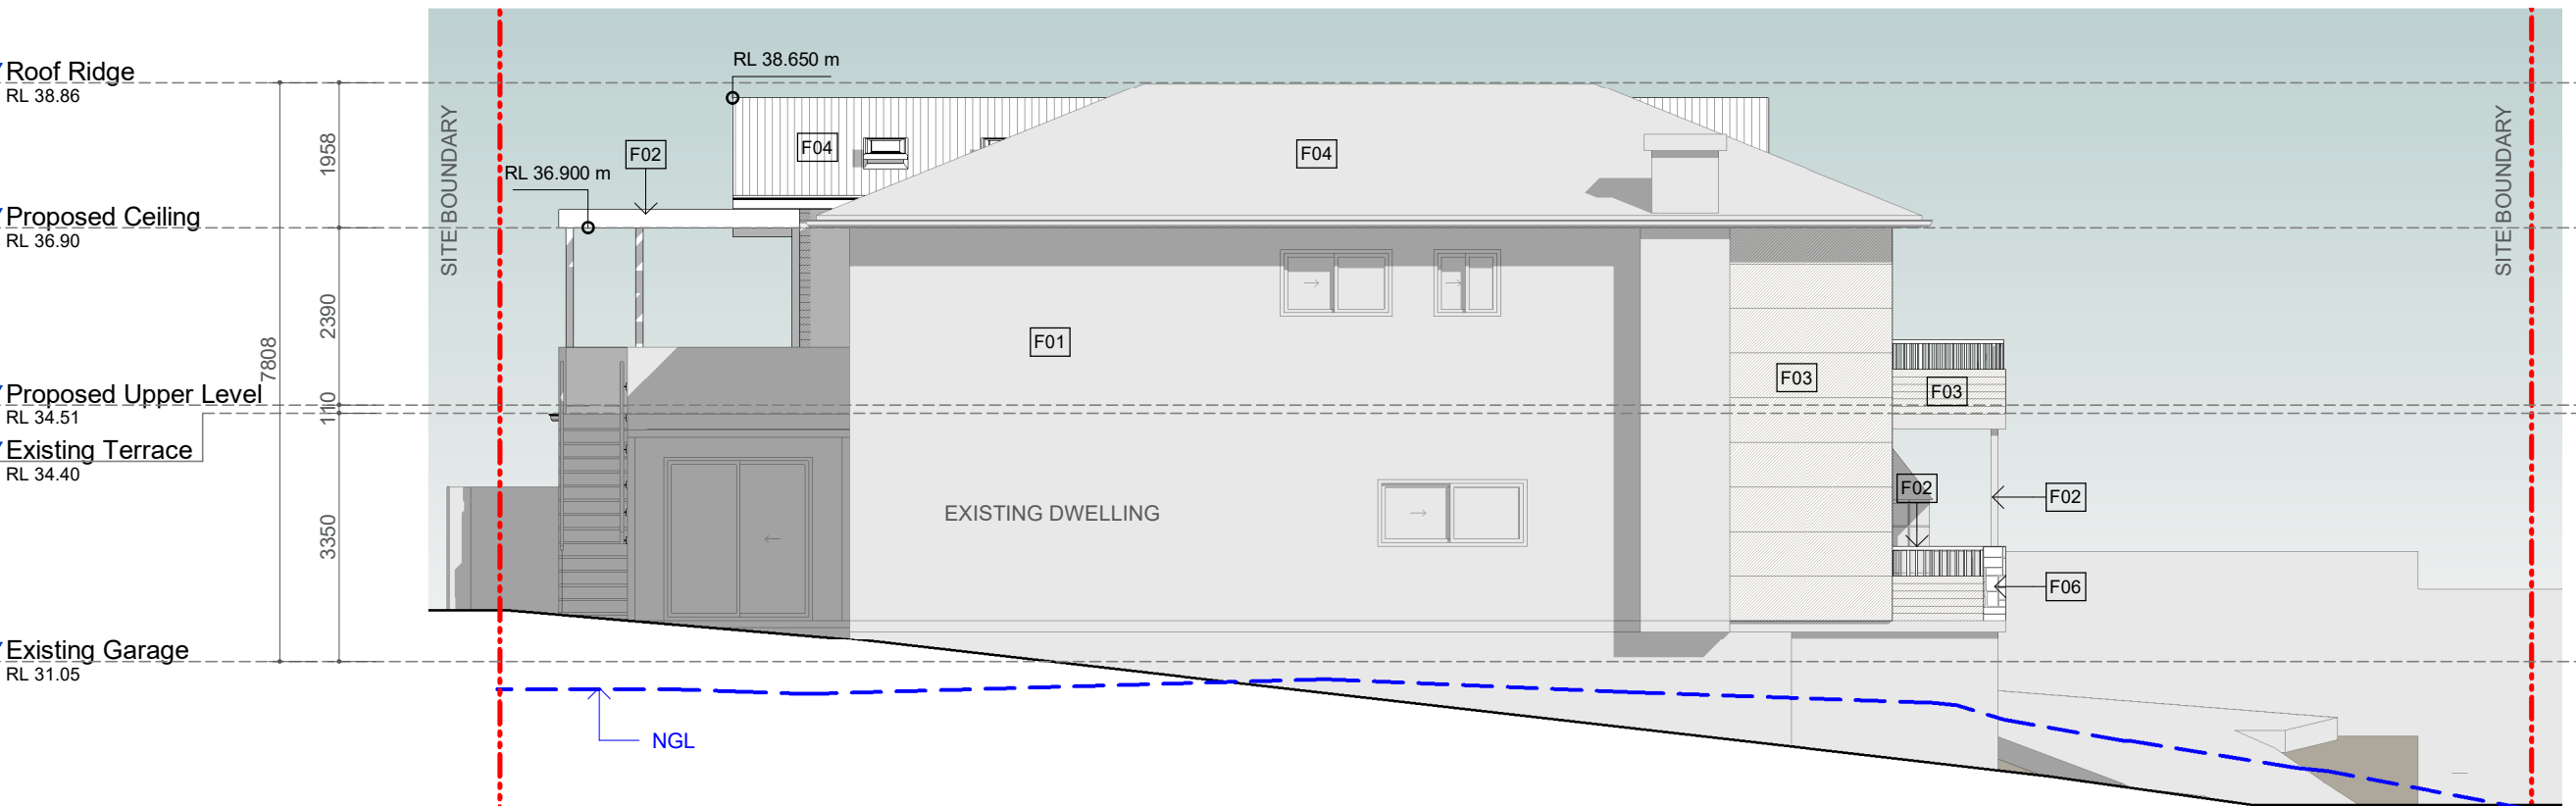 Roof Ridge
RL 38.86
Proposed Ceiling
RL 36.90
Proposed Upper Level
RL 34.51
Existing Terrace
RL 34.40
Existing Garage
RL 31.05
7808
1958
2390
110
3350
SITE BOUNDARY
RL 38.650 m
RL 36.900 m
F02
F04
F04
F01
F03
F03
EXISTING DWELLING
F02
F02
F06
NGL
SITE BOUNDARY